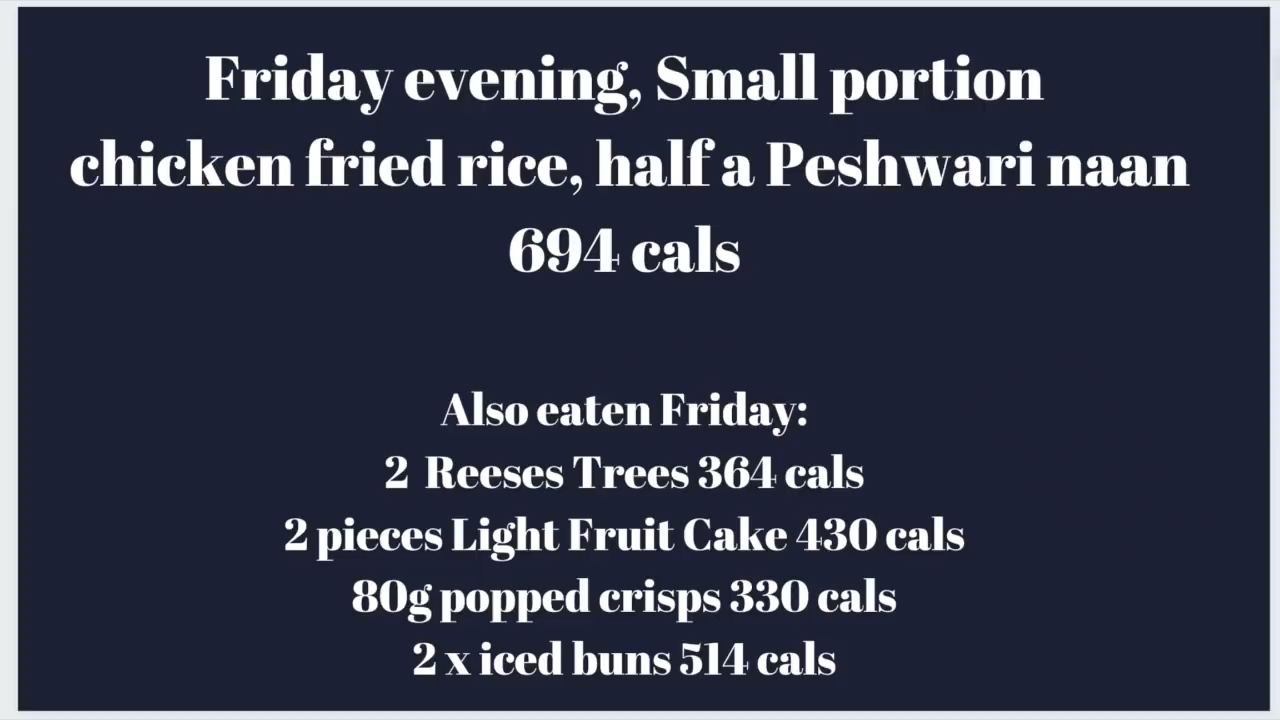 Friday evening, Small portion
chicken fried rice, half a Peshwari naan
694 cals
Also eaten Friday:
2 Reeses Trees 364 cals
2 pieces Light Fruit Cake 430 cals
80g popped crisps 330 cals
2 x iced buns 514 cals